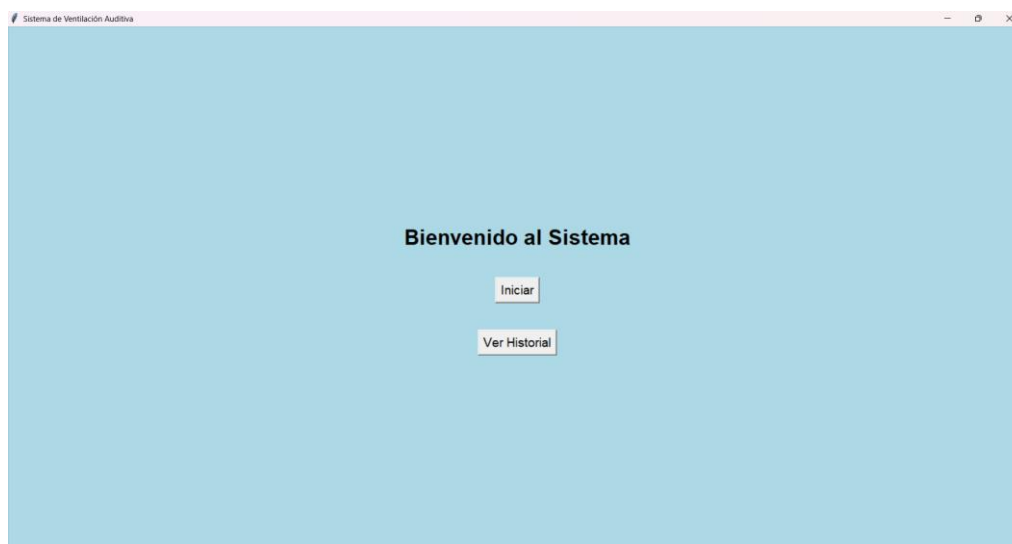 Sistema de Ventilación Auditiva
Bienvenido al Sistema
Iniciar
Ver Historial